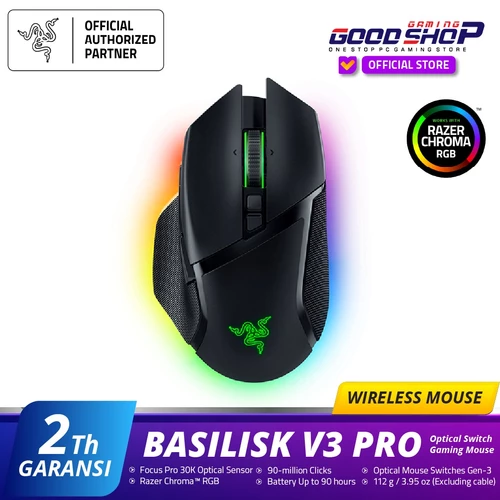 OFFICIAL
AUTHORIZED
PARTNER
GAMING
GOODSHOP
ONE STOP PC GAMING STORE
OFFICIAL STORE
WORKS WITH
RAZER
CHROMA
RGB
™
WIRELESS MOUSE
2Th
GARANSI
BASILISK V3 PRO
Optical Switch
Gaming Mouse
• Focus Pro 30K Optical Sensor • 90-million Clicks • Optical Mouse Switches Gen-3
• Razer Chroma™ RGB • Battery Up to 90 hours • 112 g / 3.95 oz (Excluding cable)